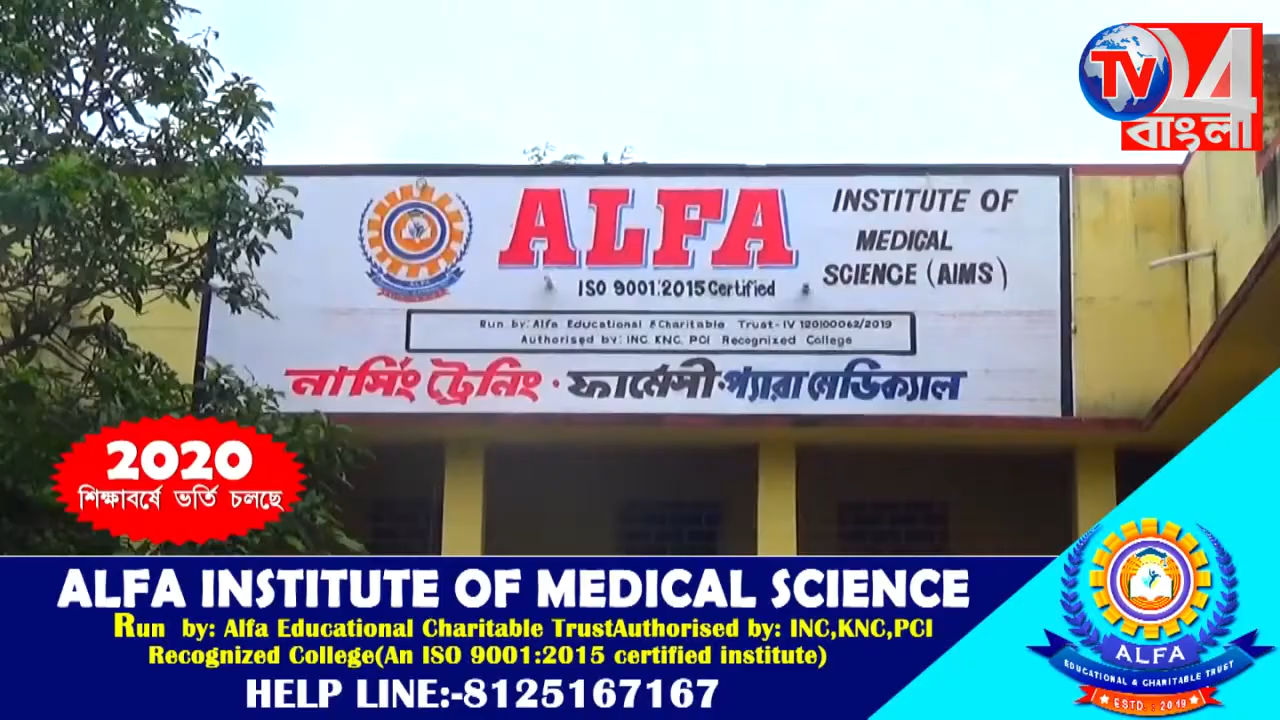 TV 24
বাংলা
ALFA
INSTITUTE OF
MEDICAL
SCIENCE (AIMS)
ISO 9001:2015 Certified
Run by: Alfa Educational & Charitable Trust-IV 120100062/2019
Authorised by: INC, KNC, PCI Recognized College
নার্সিং ট্রেনিং · ফার্মেসী · প্যারামেডিক্যাল
ALFA
2020
শিক্ষাবর্ষে ভর্তি চলছে
ALFA INSTITUTE OF MEDICAL SCIENCE
Run by: Alfa Educational Charitable TrustAuthorised by: INC,KNC,PCI
Recognized College(An ISO 9001:2015 certified institute)
HELP LINE:-8125167167
ALFA
EDUCATIONAL & CHARITABLE TRUST
ESTD. : 2019